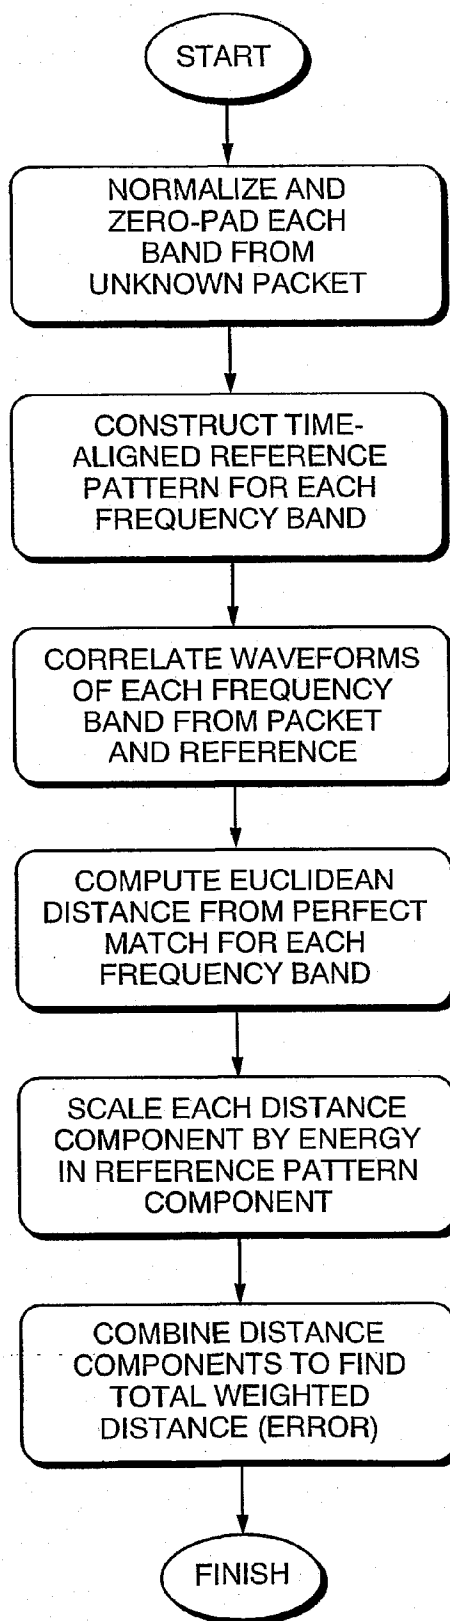 START
NORMALIZE AND
ZERO-PAD EACH
BAND FROM
UNKNOWN PACKET
CONSTRUCT TIME-
ALIGNED REFERENCE
PATTERN FOR EACH
FREQUENCY BAND
CORRELATE WAVEFORMS
OF EACH FREQUENCY
BAND FROM PACKET
AND REFERENCE
COMPUTE EUCLIDEAN
DISTANCE FROM PERFECT
MATCH FOR EACH
FREQUENCY BAND
SCALE EACH DISTANCE
COMPONENT BY ENERGY
IN REFERENCE PATTERN
COMPONENT
COMBINE DISTANCE
COMPONENTS TO FIND
TOTAL WEIGHTED
DISTANCE (ERROR)
FINISH